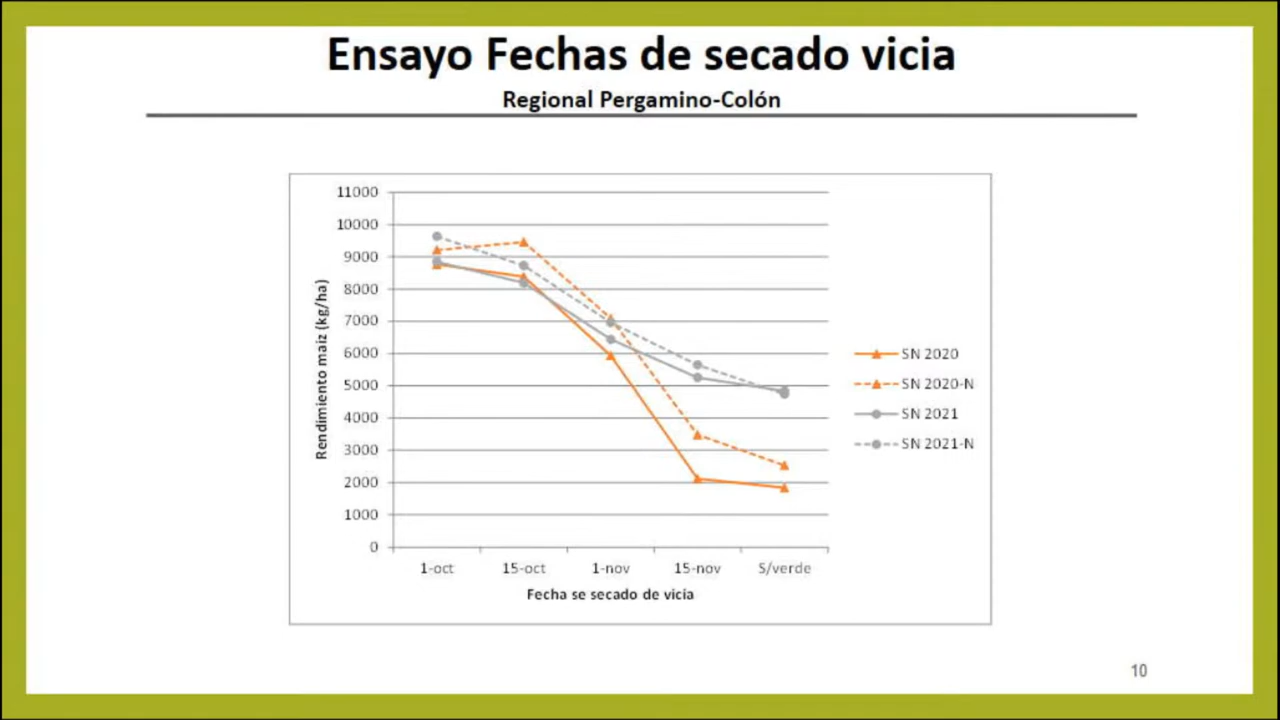 Ensayo Fechas de secado vicia
Regional Pergamino-Colón
Rendimiento maiz (kg/ha)
11000
10000
9000
8000
7000
6000
5000
4000
3000
2000
1000
0
1-oct 15-oct 1-nov 15-nov S/verde
Fecha se secado de vicia
SN 2020
SN 2020-N
SN 2021
SN 2021-N
10